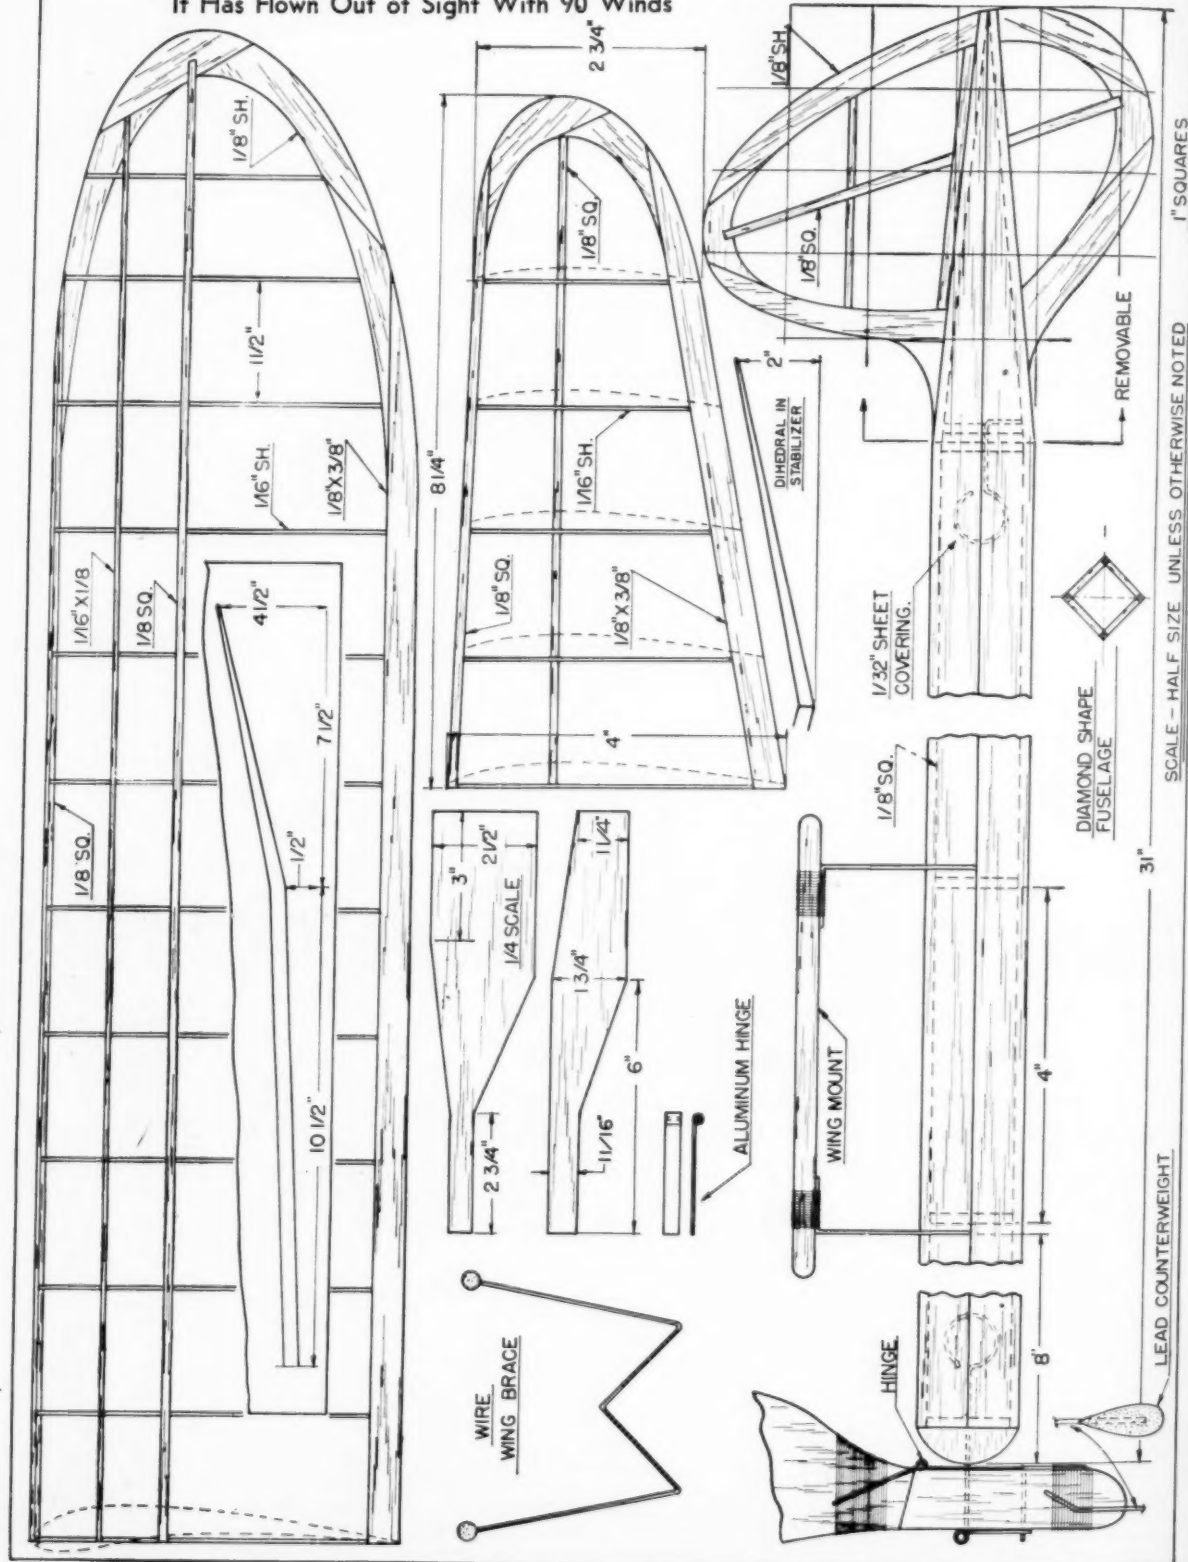 It Has Flown Out of Sight With 90 Winds
1/8" SH.
1 1/2"
1/16" SH.
1/8" X 3/8"
1/16" X 1/8
1/8 SQ.
4 1/2"
7 1/2"
1/2"
10 1/2"
1/8 SQ.
2 3/4"
8 1/4"
1/8" SQ.
1/16" SH.
1/8" SQ.
1/8" X 3/8"
4"
2"
DIHEDRAL IN
STABILIZER
3"
2 1/2"
1/4 SCALE
1 1/4"
1 3/4"
6"
2 3/4"
11/16"
ALUMINUM HINGE
WIRE
WING BRACE
1/8" SH.
1/8" SQ.
REMOVABLE
1/32" SHEET
COVERING.
1/8" SQ.
DIAMOND SHAPE
FUSELAGE
WING MOUNT
4"
8"
31"
HINGE
LEAD COUNTERWEIGHT
SCALE - HALF SIZE UNLESS OTHERWISE NOTED
1" SQUARES